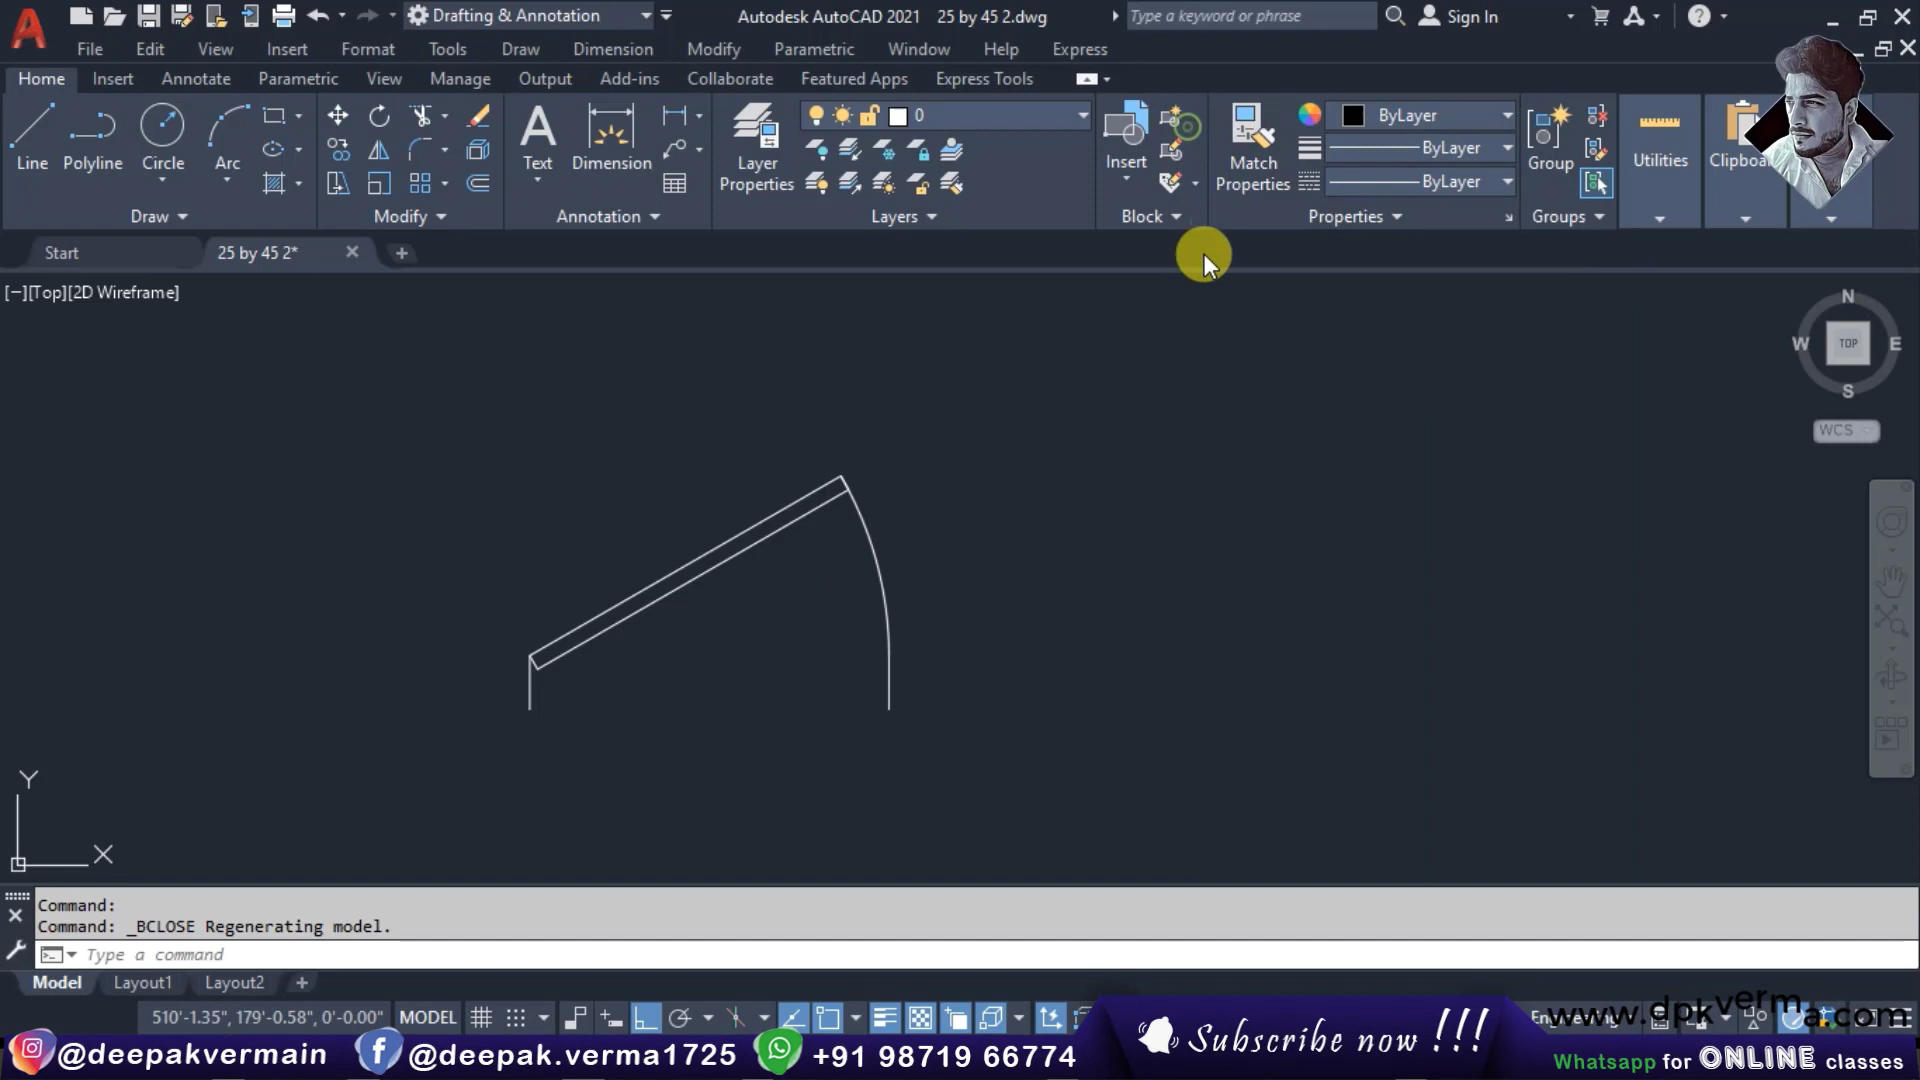 Drafting & Annotation
Autodesk AutoCAD 2021 25 by 45 2.dwg
Type a keyword or phrase
Sign In
File Edit View Insert Format Tools Draw Dimension Modify Parametric Window Help Express
Home Insert Annotate Parametric View Manage Output Add-ins Collaborate Featured Apps Express Tools
0
ByLayer
Line Polyline Circle Arc
Text Dimension
Layer Properties
Insert
Match Properties
ByLayer
Group
Utilities
ByLayer
Draw Modify Annotation Layers Block Properties Groups
Start
25 by 45 2*
[−][Top][2D Wireframe]
N
W TOP E
S
WCS
Y
X
Command:
Command: _BCLOSE Regenerating model.
Type a command
Model Layout1 Layout2 +
510'-1.35", 179'-0.58", 0'-0.00" MODEL
www.dpkverma.com
@deepakvermain
@deepak.verma1725
+91 98719 66774
Subscribe now !!!
Whatsapp for ONLINE classes